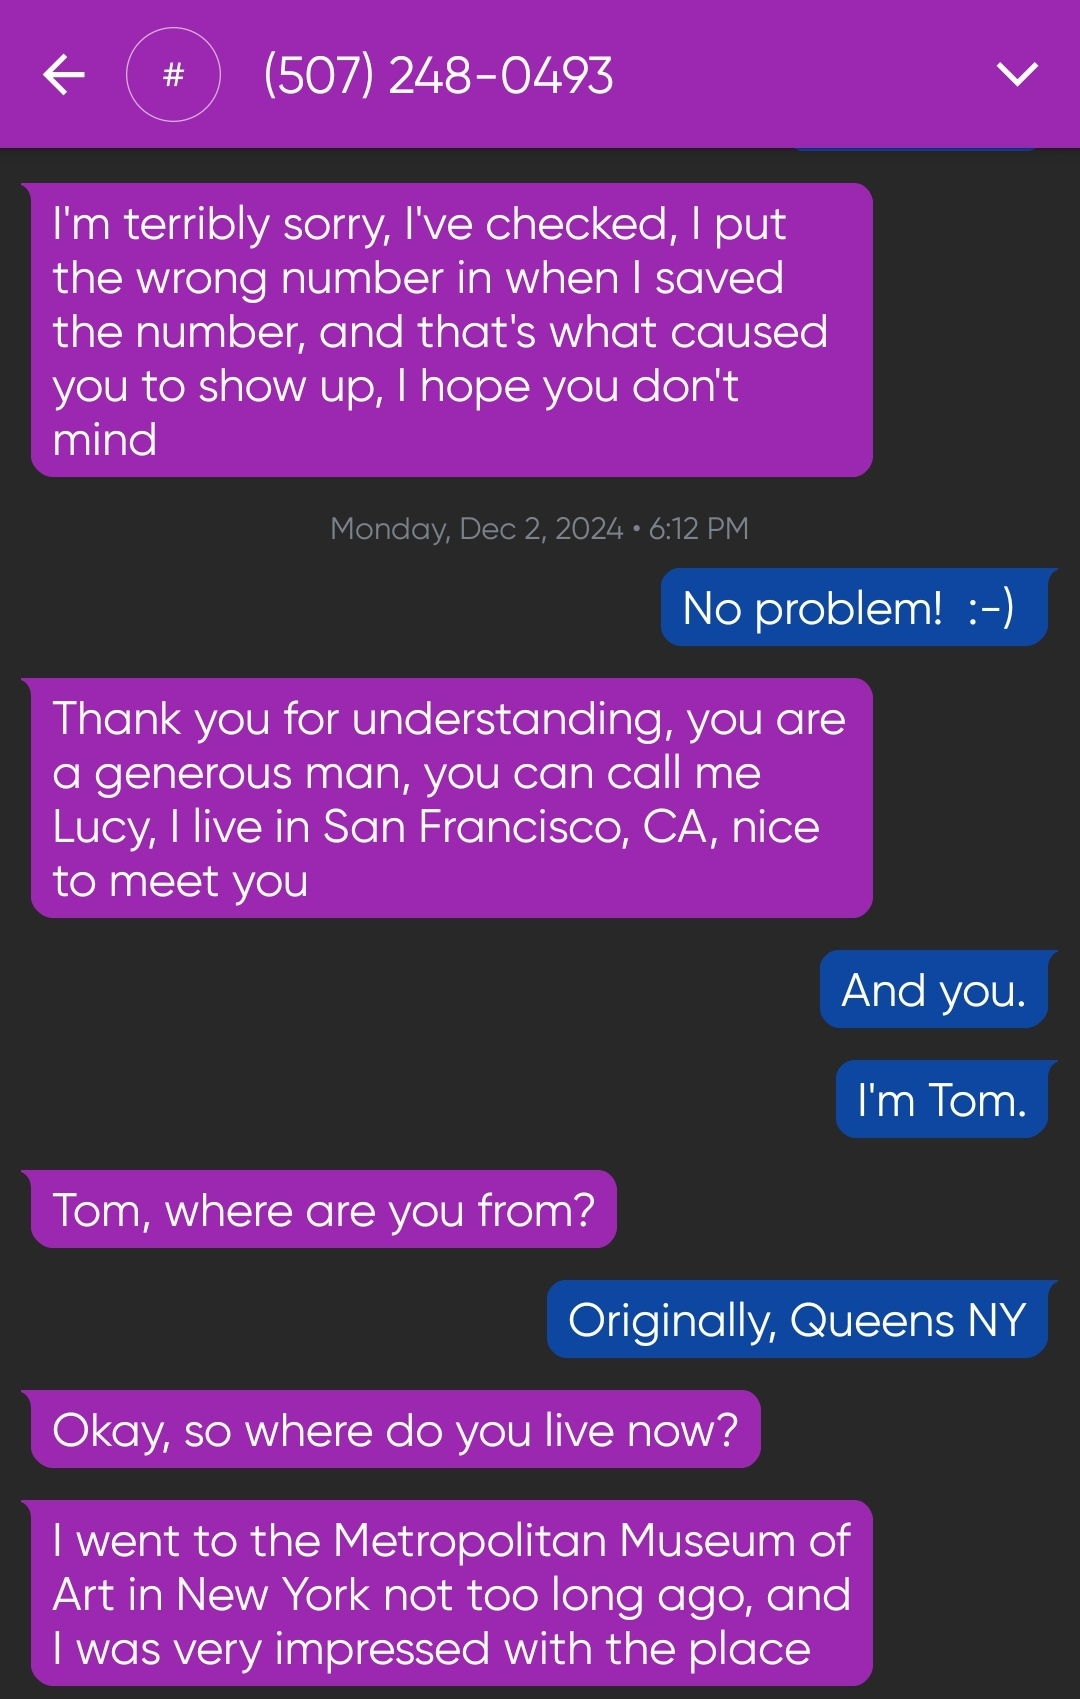 # (507) 248-0493
I'm terribly sorry, I've checked, I put
the wrong number in when I saved
the number, and that's what caused
you to show up, I hope you don't
mind
Monday, Dec 2, 2024 • 6:12 PM
No problem!  :-)
Thank you for understanding, you are
a generous man, you can call me
Lucy, I live in San Francisco, CA, nice
to meet you
And you.
I'm Tom.
Tom, where are you from?
Originally, Queens NY
Okay, so where do you live now?
I went to the Metropolitan Museum of
Art in New York not too long ago, and
I was very impressed with the place